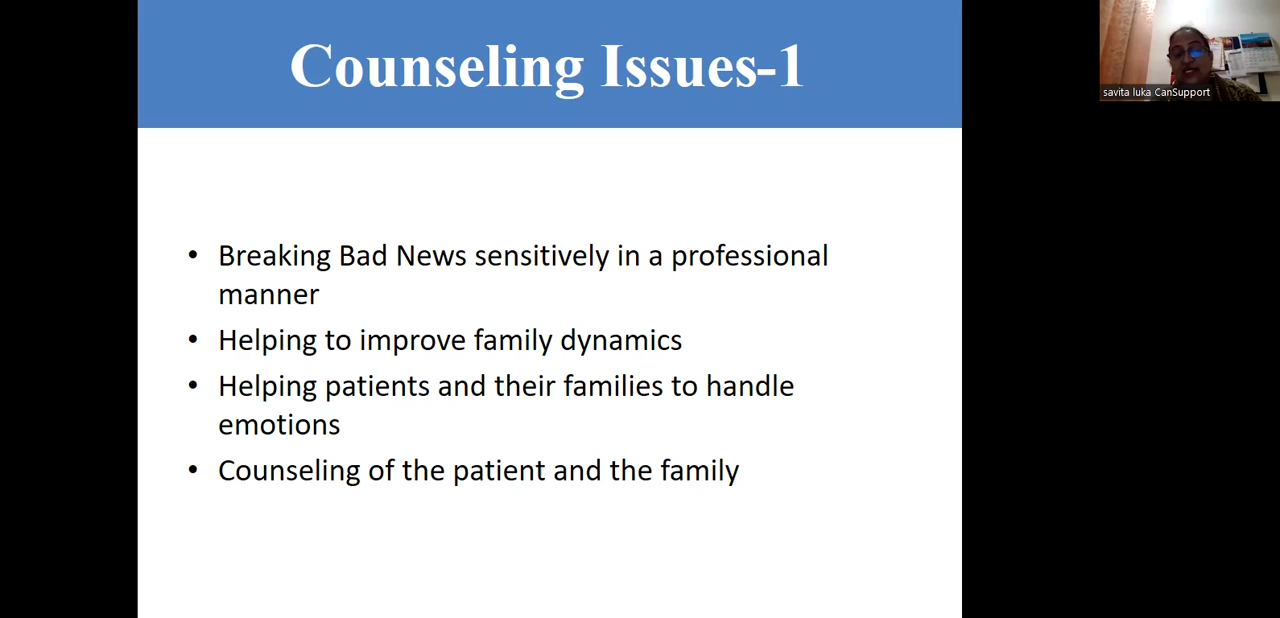 Counseling Issues-1
savita luka CanSupport
• Breaking Bad News sensitively in a professional
manner
• Helping to improve family dynamics
• Helping patients and their families to handle
emotions
• Counseling of the patient and the family